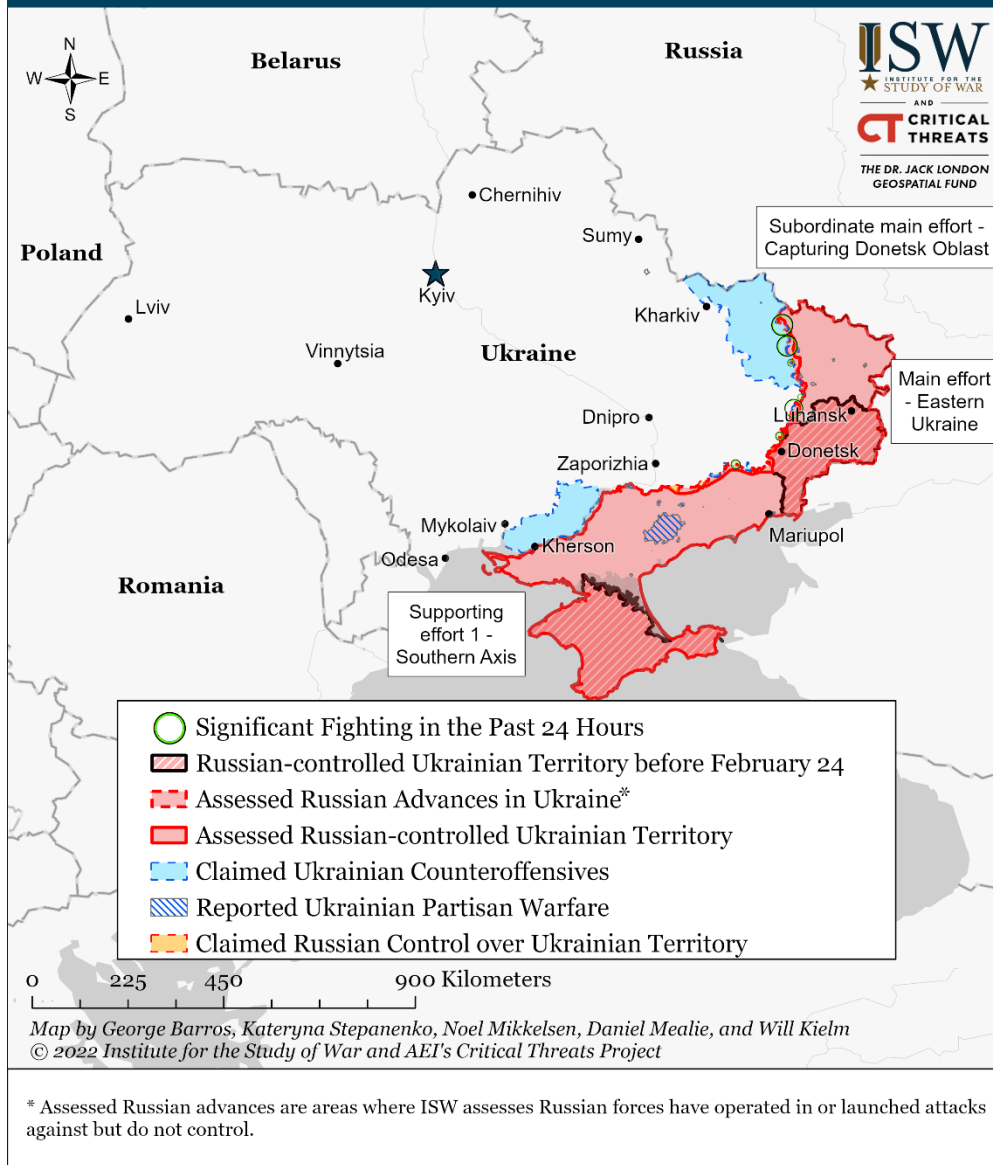 N
W E
S
Belarus
Russia
ISW
INSTITUTE FOR THE
STUDY OF WAR
AND
CT CRITICAL
THREATS
THE DR. JACK LONDON
GEOSPATIAL FUND
Chernihiv
Subordinate main effort -
Capturing Donetsk Oblast
Sumy
Poland
Kyiv
Lviv
Kharkiv
Vinnytsia
Ukraine
Main effort
- Eastern
Ukraine
Luhansk
Dnipro
Donetsk
Zaporizhia
Mykolaiv
Mariupol
Kherson
Odesa
Romania
Supporting
effort 1 -
Southern Axis
Significant Fighting in the Past 24 Hours
Russian-controlled Ukrainian Territory before February 24
Assessed Russian Advances in Ukraine*
Assessed Russian-controlled Ukrainian Territory
Claimed Ukrainian Counteroffensives
Reported Ukrainian Partisan Warfare
Claimed Russian Control over Ukrainian Territory
0 225 450 900 Kilometers
Map by George Barros, Kateryna Stepanenko, Noel Mikkelsen, Daniel Mealie, and Will Kielm
© 2022 Institute for the Study of War and AEI's Critical Threats Project
* Assessed Russian advances are areas where ISW assesses Russian forces have operated in or launched attacks
against but do not control.